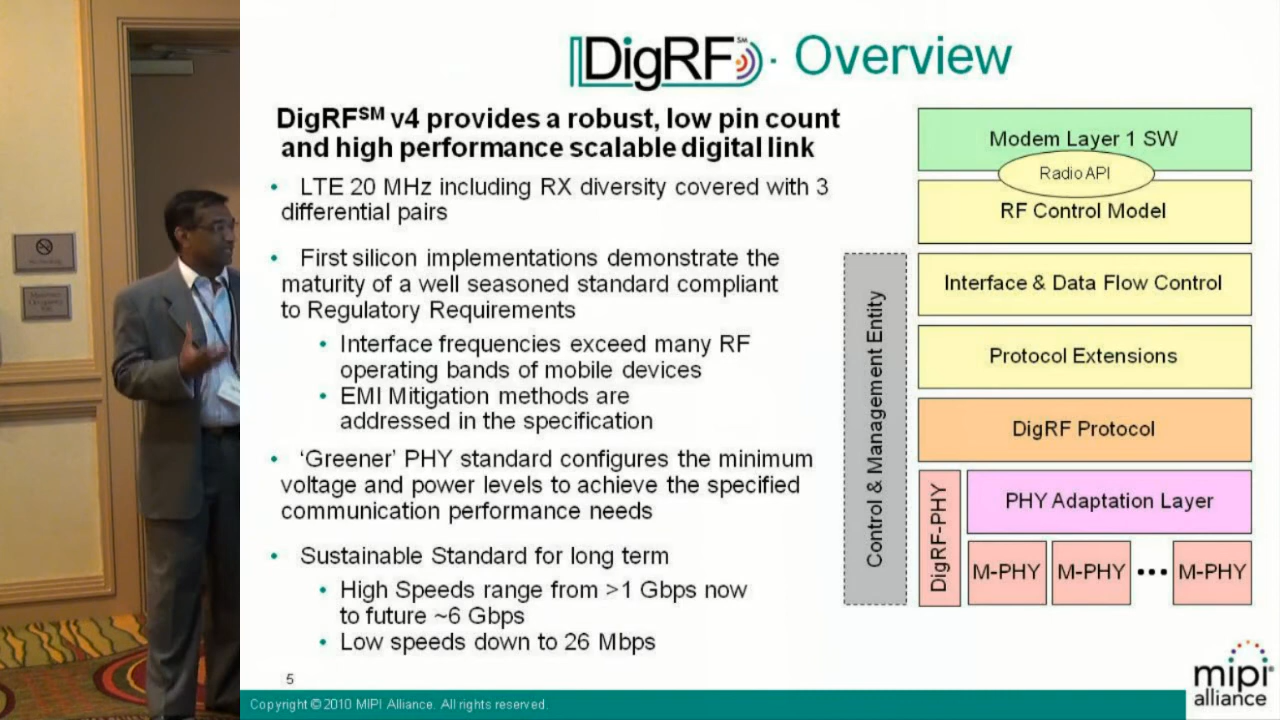 DigRF℠ - Overview
DigRF℠ v4 provides a robust, low pin count
and high performance scalable digital link
• LTE 20 MHz including RX diversity covered with 3
differential pairs
• First silicon implementations demonstrate the
maturity of a well seasoned standard compliant
to Regulatory Requirements
• Interface frequencies exceed many RF
operating bands of mobile devices
• EMI Mitigation methods are
addressed in the specification
• ‘Greener’ PHY standard configures the minimum
voltage and power levels to achieve the specified
communication performance needs
• Sustainable Standard for long term
• High Speeds range from >1 Gbps now
to future ~6 Gbps
• Low speeds down to 26 Mbps
Modem Layer 1 SW
Radio API
RF Control Model
Interface & Data Flow Control
Protocol Extensions
DigRF Protocol
PHY Adaptation Layer
Control & Management Entity
DigRF-PHY
M-PHY M-PHY ••• M-PHY
5
Copyright ©2010 MIPI Alliance. All rights reserved.
mipi
alliance